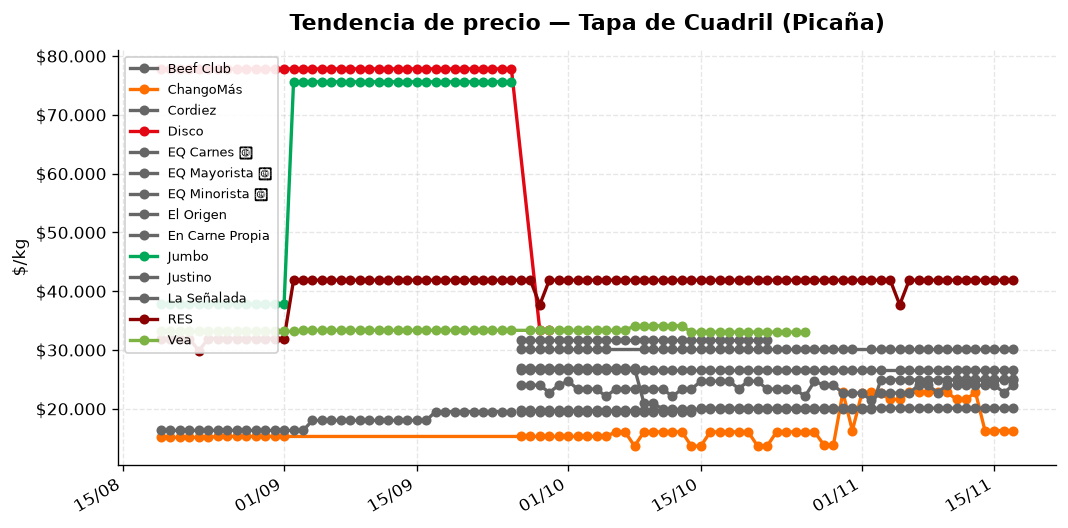 Tendencia de precio — Tapa de Cuadril (Picaña)
$/kg
$80.000
$70.000
$60.000
$50.000
$40.000
$30.000
$20.000
Beef Club
ChangoMás
Cordiez
Disco
EQ Carnes
EQ Mayorista
EQ Minorista
El Origen
En Carne Propia
Jumbo
Justino
La Señalada
RES
Vea
15/08
01/09
15/09
01/10
15/10
01/11
15/11